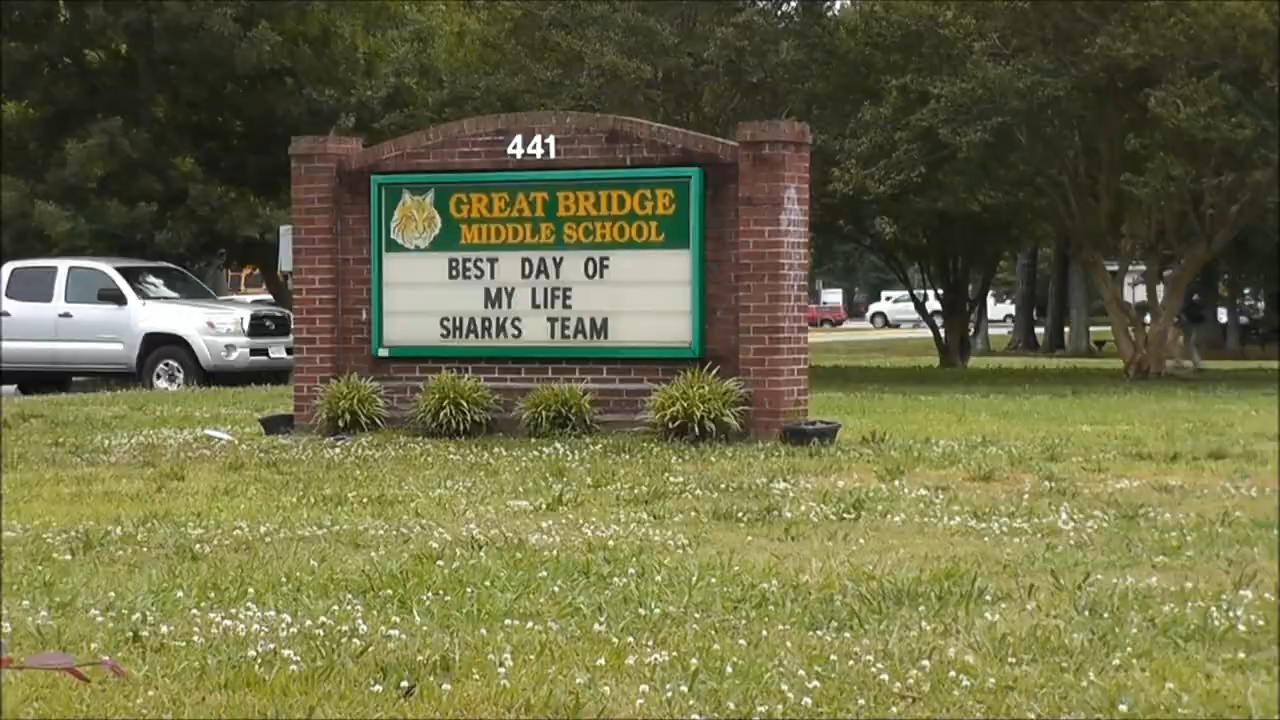 441
GREAT BRIDGE
MIDDLE SCHOOL
BEST DAY OF
MY LIFE
SHARKS TEAM